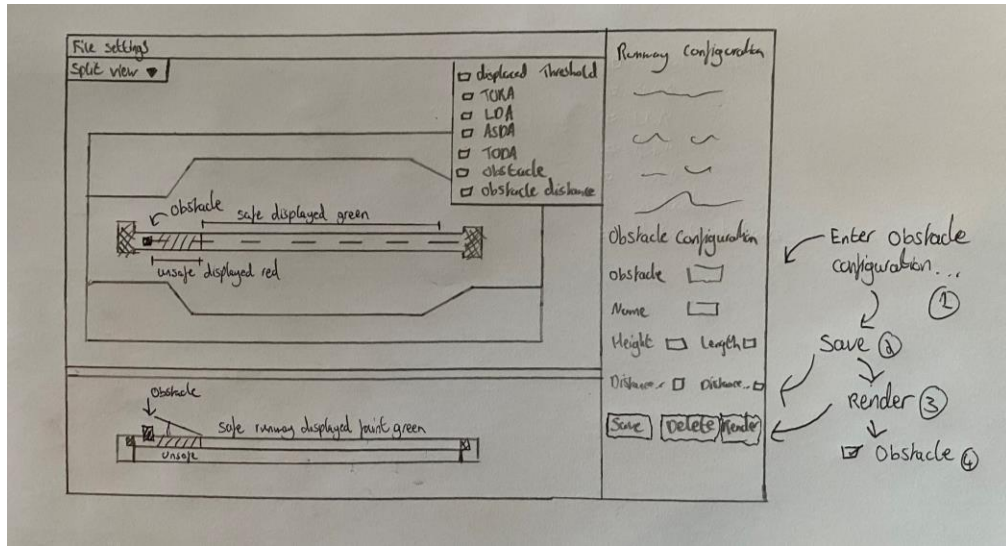 File settings
Split view
displaced Threshold
TORA
LDA
ASDA
TODA
obstacle
obstacle distance
obstacle
safe displayed green
unsafe displayed red
obstacle
safe runway displayed faint green
unsafe
Runway Configuration
Obstacle Configuration
obstacle
Name
Height Length
Distance.. Distance...
Save Delete Render
Enter Obstacle
configuration...
1
Save 2
Render 3
Obstacle 4